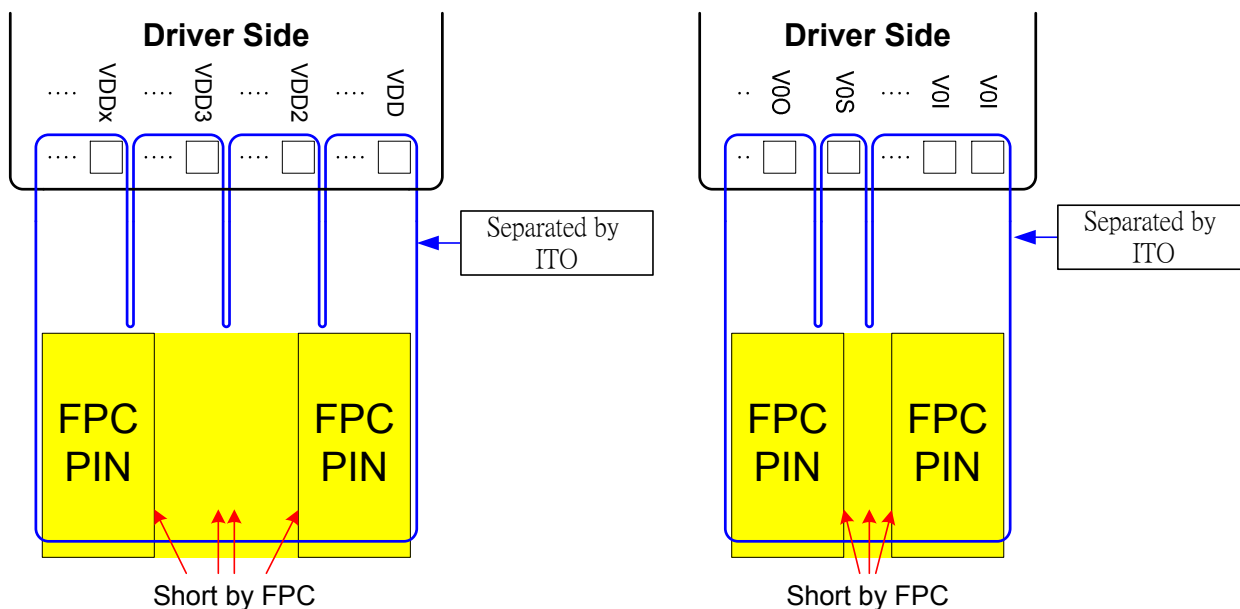 Driver Side
.... VDDx .... VDD3 .... VDD2 .... VDD
.... .... .... ....
Separated by
ITO
FPC
PIN
FPC
PIN
Short by FPC
Driver Side
.. V0O V0S .... V0I V0I
.. ....
Separated by
ITO
FPC
PIN
FPC
PIN
Short by FPC